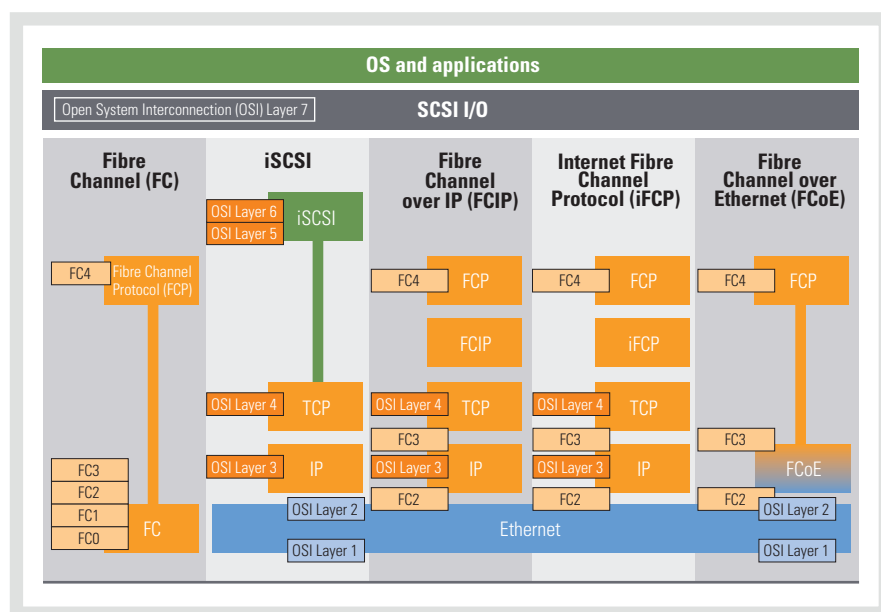 OS and applications
Open System Interconnection (OSI) Layer 7
SCSI I/O
Fibre
Channel (FC)
iSCSI
Fibre
Channel
over IP (FCIP)
Internet Fibre
Channel
Protocol (iFCP)
Fibre
Channel over
Ethernet (FCoE)
OSI Layer 6
OSI Layer 5
iSCSI
FC4
Fibre Channel
Protocol (FCP)
FC4
FCP
FC4
FCP
FC4
FCP
FCIP
iFCP
OSI Layer 4
TCP
OSI Layer 4
TCP
OSI Layer 4
TCP
FC3
FC3
FC3
OSI Layer 3
IP
OSI Layer 3
IP
OSI Layer 3
IP
FCoE
FC3
FC2
FC1
FC0
FC
FC2
FC2
FC2
OSI Layer 2
OSI Layer 2
Ethernet
OSI Layer 1
OSI Layer 1